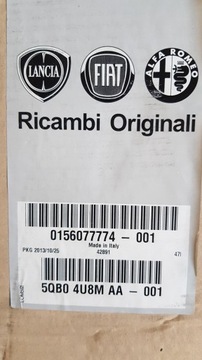 LANCIA
FIAT
ALFA ROMEO
Ricambi Originali
0156077774 - 001
Made in Italy
PKG 2013/10/25 42891 47I
5QB0 4U8M AA - 001